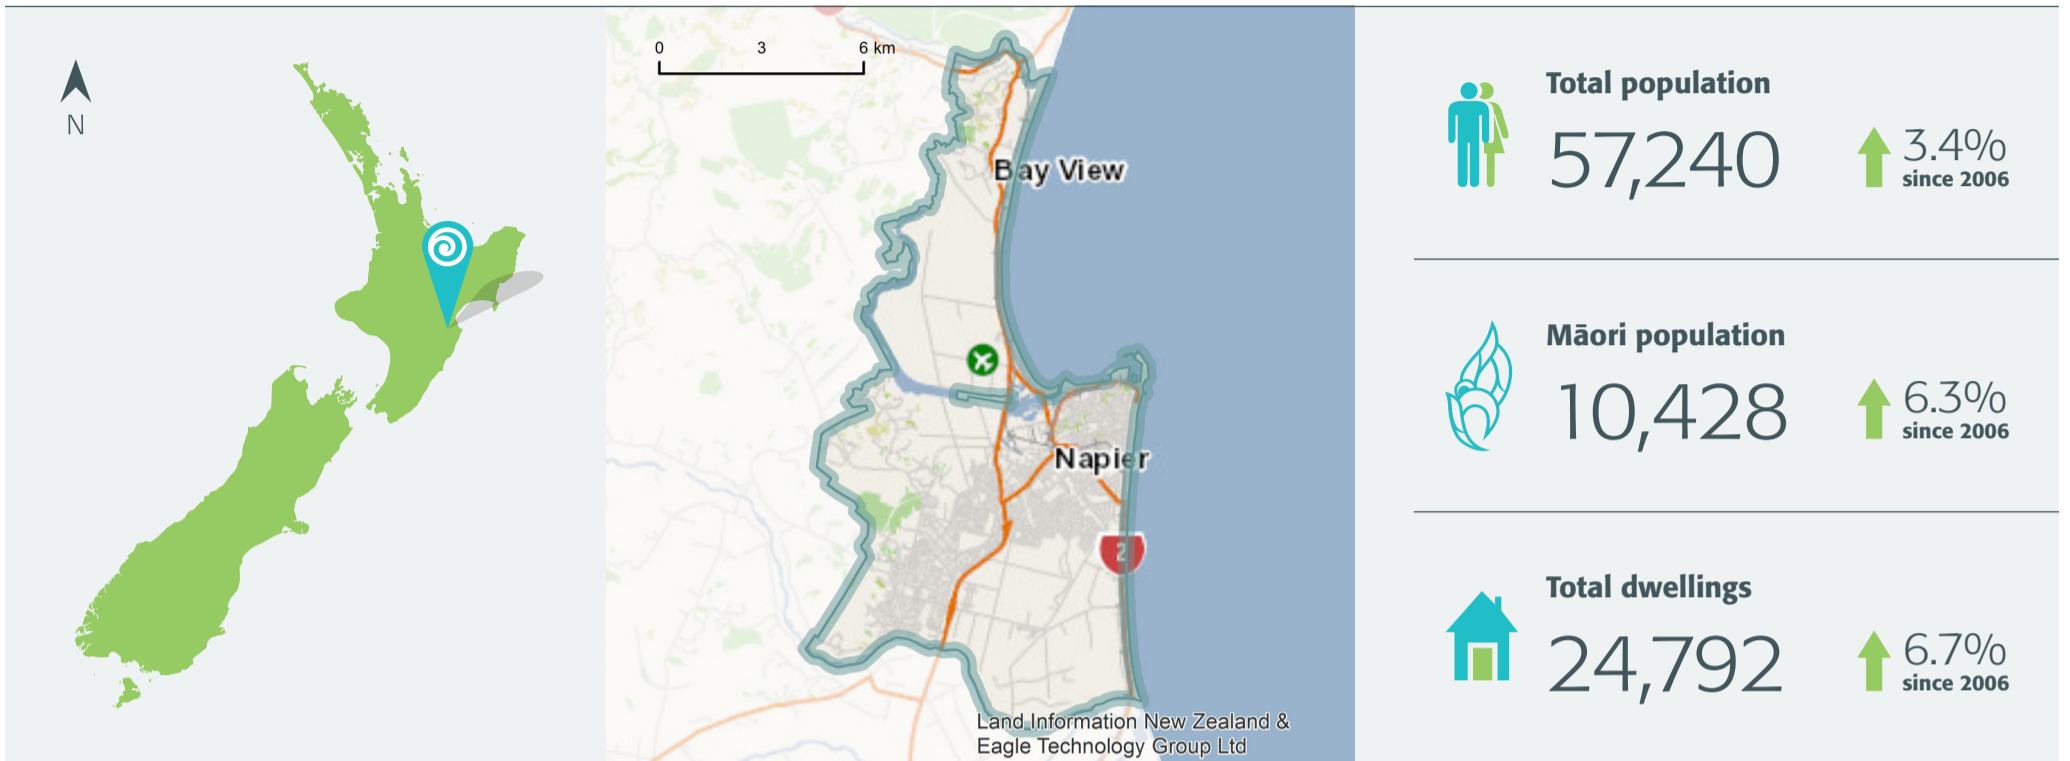 N
0 3 6 km
Bay View
Napier
2
Land Information New Zealand &
Eagle Technology Group Ltd
Total population
57,240
3.4%
since 2006
Māori population
10,428
6.3%
since 2006
Total dwellings
24,792
6.7%
since 2006